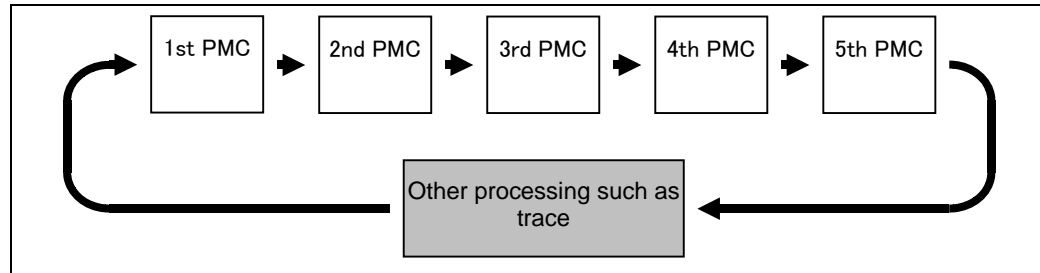 1st PMC
2nd PMC
3rd PMC
4th PMC
5th PMC
Other processing such as
trace